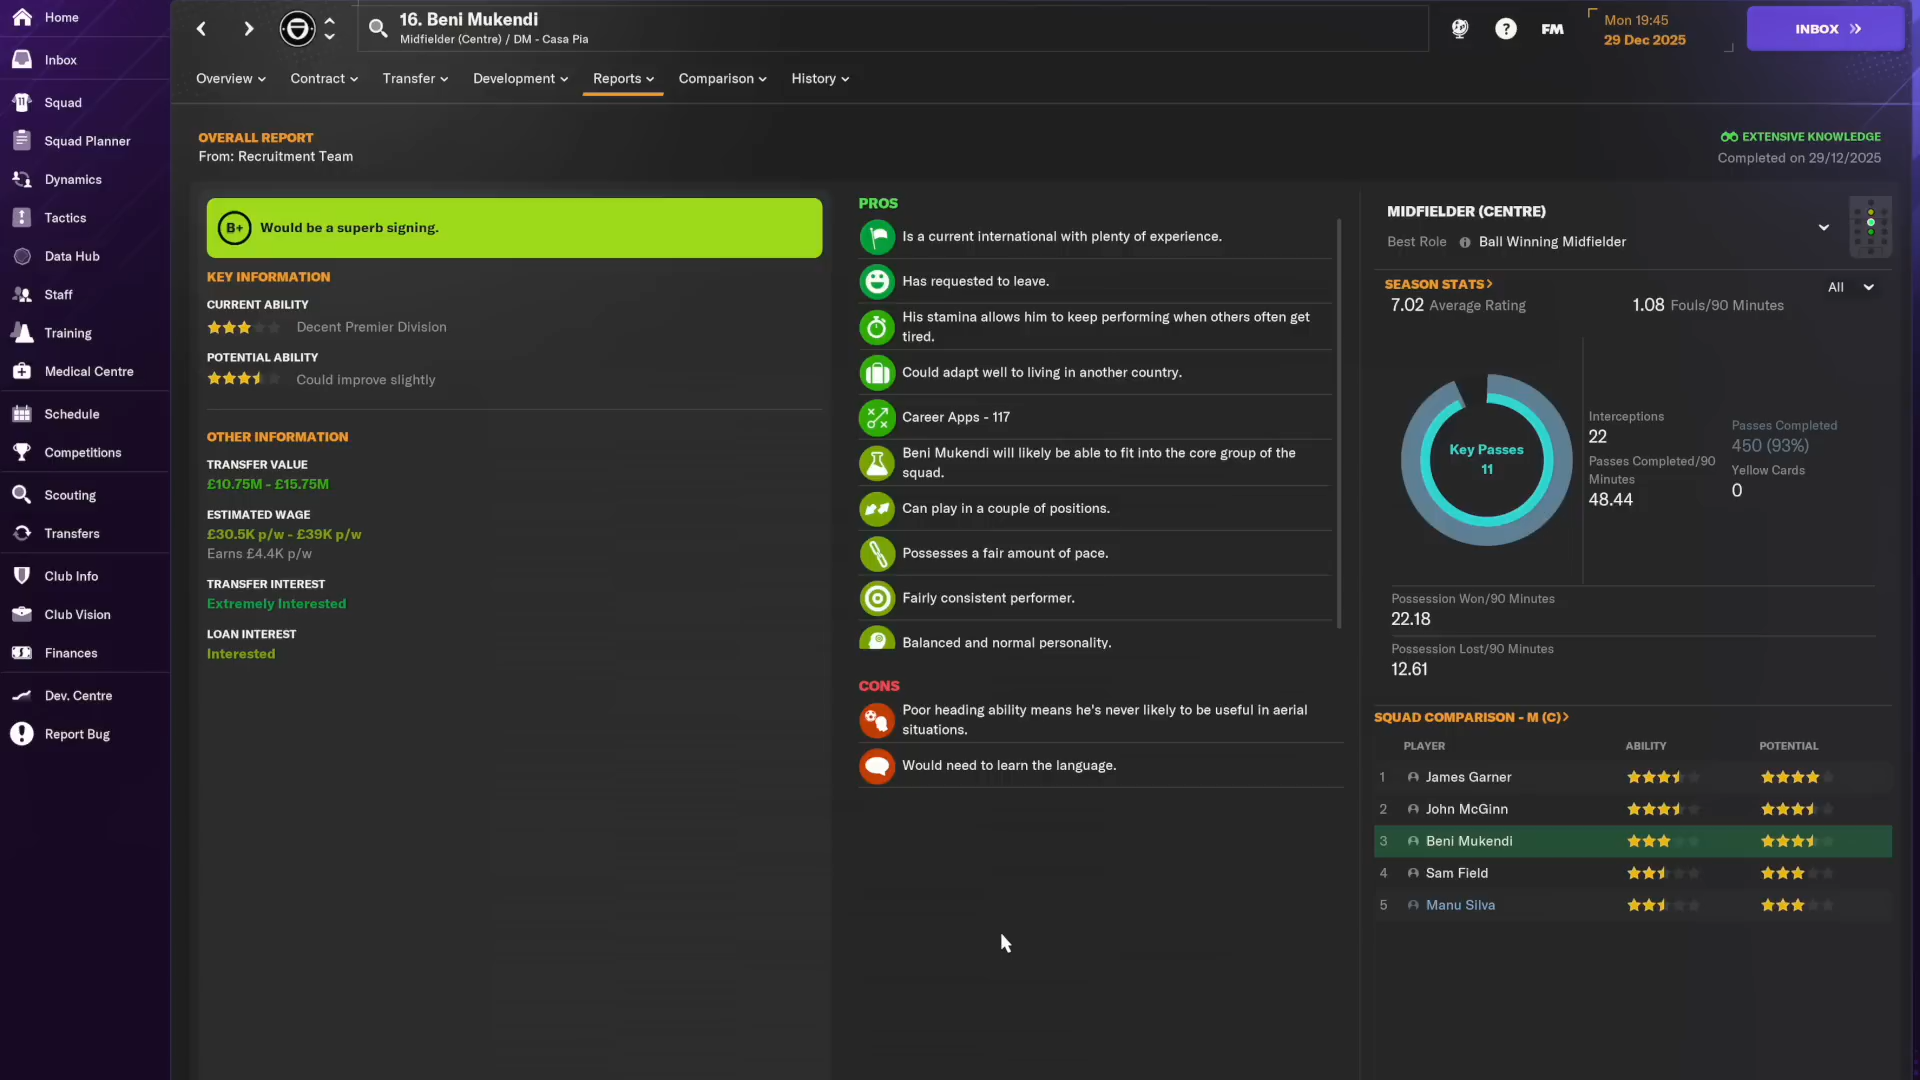 Home
Inbox
Squad
Squad Planner
Dynamics
Tactics
Data Hub
Staff
Training
Medical Centre
Schedule
Competitions
Scouting
Transfers
Club Info
Club Vision
Finances
Dev. Centre
Report Bug
16. Beni Mukendi
Midfielder (Centre) / DM - Casa Pia
?
FM
Mon 19:45
29 Dec 2025
INBOX
Overview
Contract
Transfer
Development
Reports
Comparison
History
OVERALL REPORT
From: Recruitment Team
EXTENSIVE KNOWLEDGE
Completed on 29/12/2025
B+ Would be a superb signing.
KEY INFORMATION
CURRENT ABILITY
Decent Premier Division
POTENTIAL ABILITY
Could improve slightly
OTHER INFORMATION
TRANSFER VALUE
£10.75M - £15.75M
ESTIMATED WAGE
£30.5K p/w - £39K p/w
Earns £4.4K p/w
TRANSFER INTEREST
Extremely Interested
LOAN INTEREST
Interested
PROS
Is a current international with plenty of experience.
Has requested to leave.
His stamina allows him to keep performing when others often get
tired.
Could adapt well to living in another country.
Career Apps - 117
Beni Mukendi will likely be able to fit into the core group of the
squad.
Can play in a couple of positions.
Possesses a fair amount of pace.
Fairly consistent performer.
Balanced and normal personality.
CONS
Poor heading ability means he's never likely to be useful in aerial
situations.
Would need to learn the language.
MIDFIELDER (CENTRE)
Best Role Ball Winning Midfielder
SEASON STATS
All
7.02 Average Rating
1.08 Fouls/90 Minutes
Key Passes
11
Interceptions
22
Passes Completed
450 (93%)
Passes Completed/90
Minutes
48.44
Yellow Cards
0
Possession Won/90 Minutes
22.18
Possession Lost/90 Minutes
12.61
SQUAD COMPARISON - M (C)
PLAYER ABILITY POTENTIAL
1 James Garner
2 John McGinn
3 Beni Mukendi
4 Sam Field
5 Manu Silva